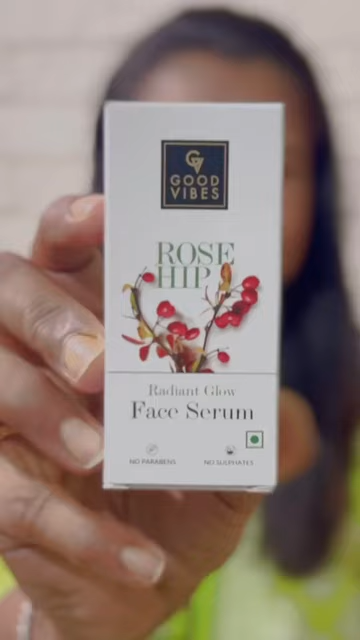 GV
GOOD
VIBES
ROSE
HIP
Radiant Glow
Face Serum
NO PARABENS
NO SULPHATES